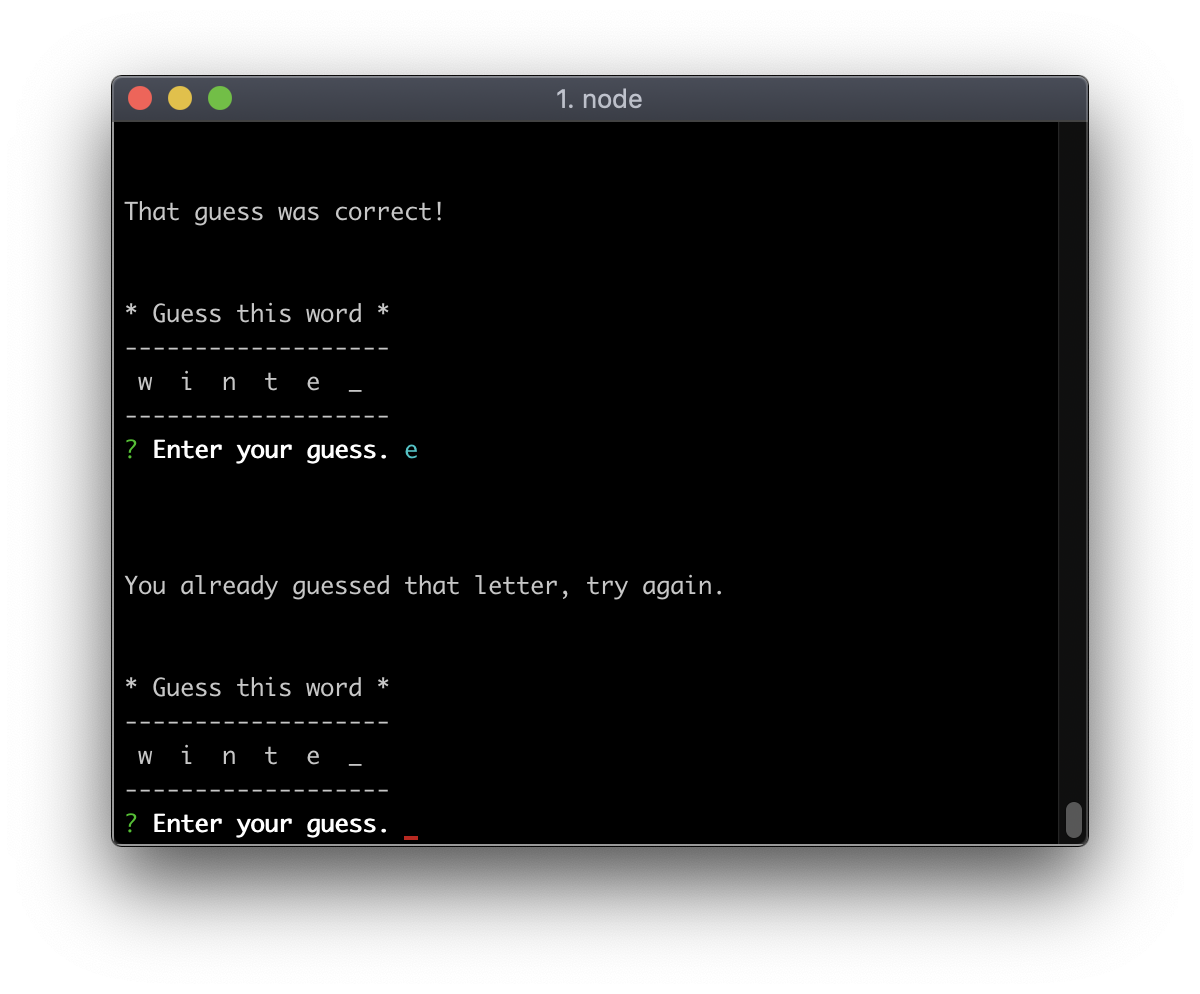 1. node
That guess was correct!
* Guess this word *
-------------------
w i n t e _
-------------------
? Enter your guess. e
You already guessed that letter, try again.
* Guess this word *
-------------------
w i n t e _
-------------------
? Enter your guess. _